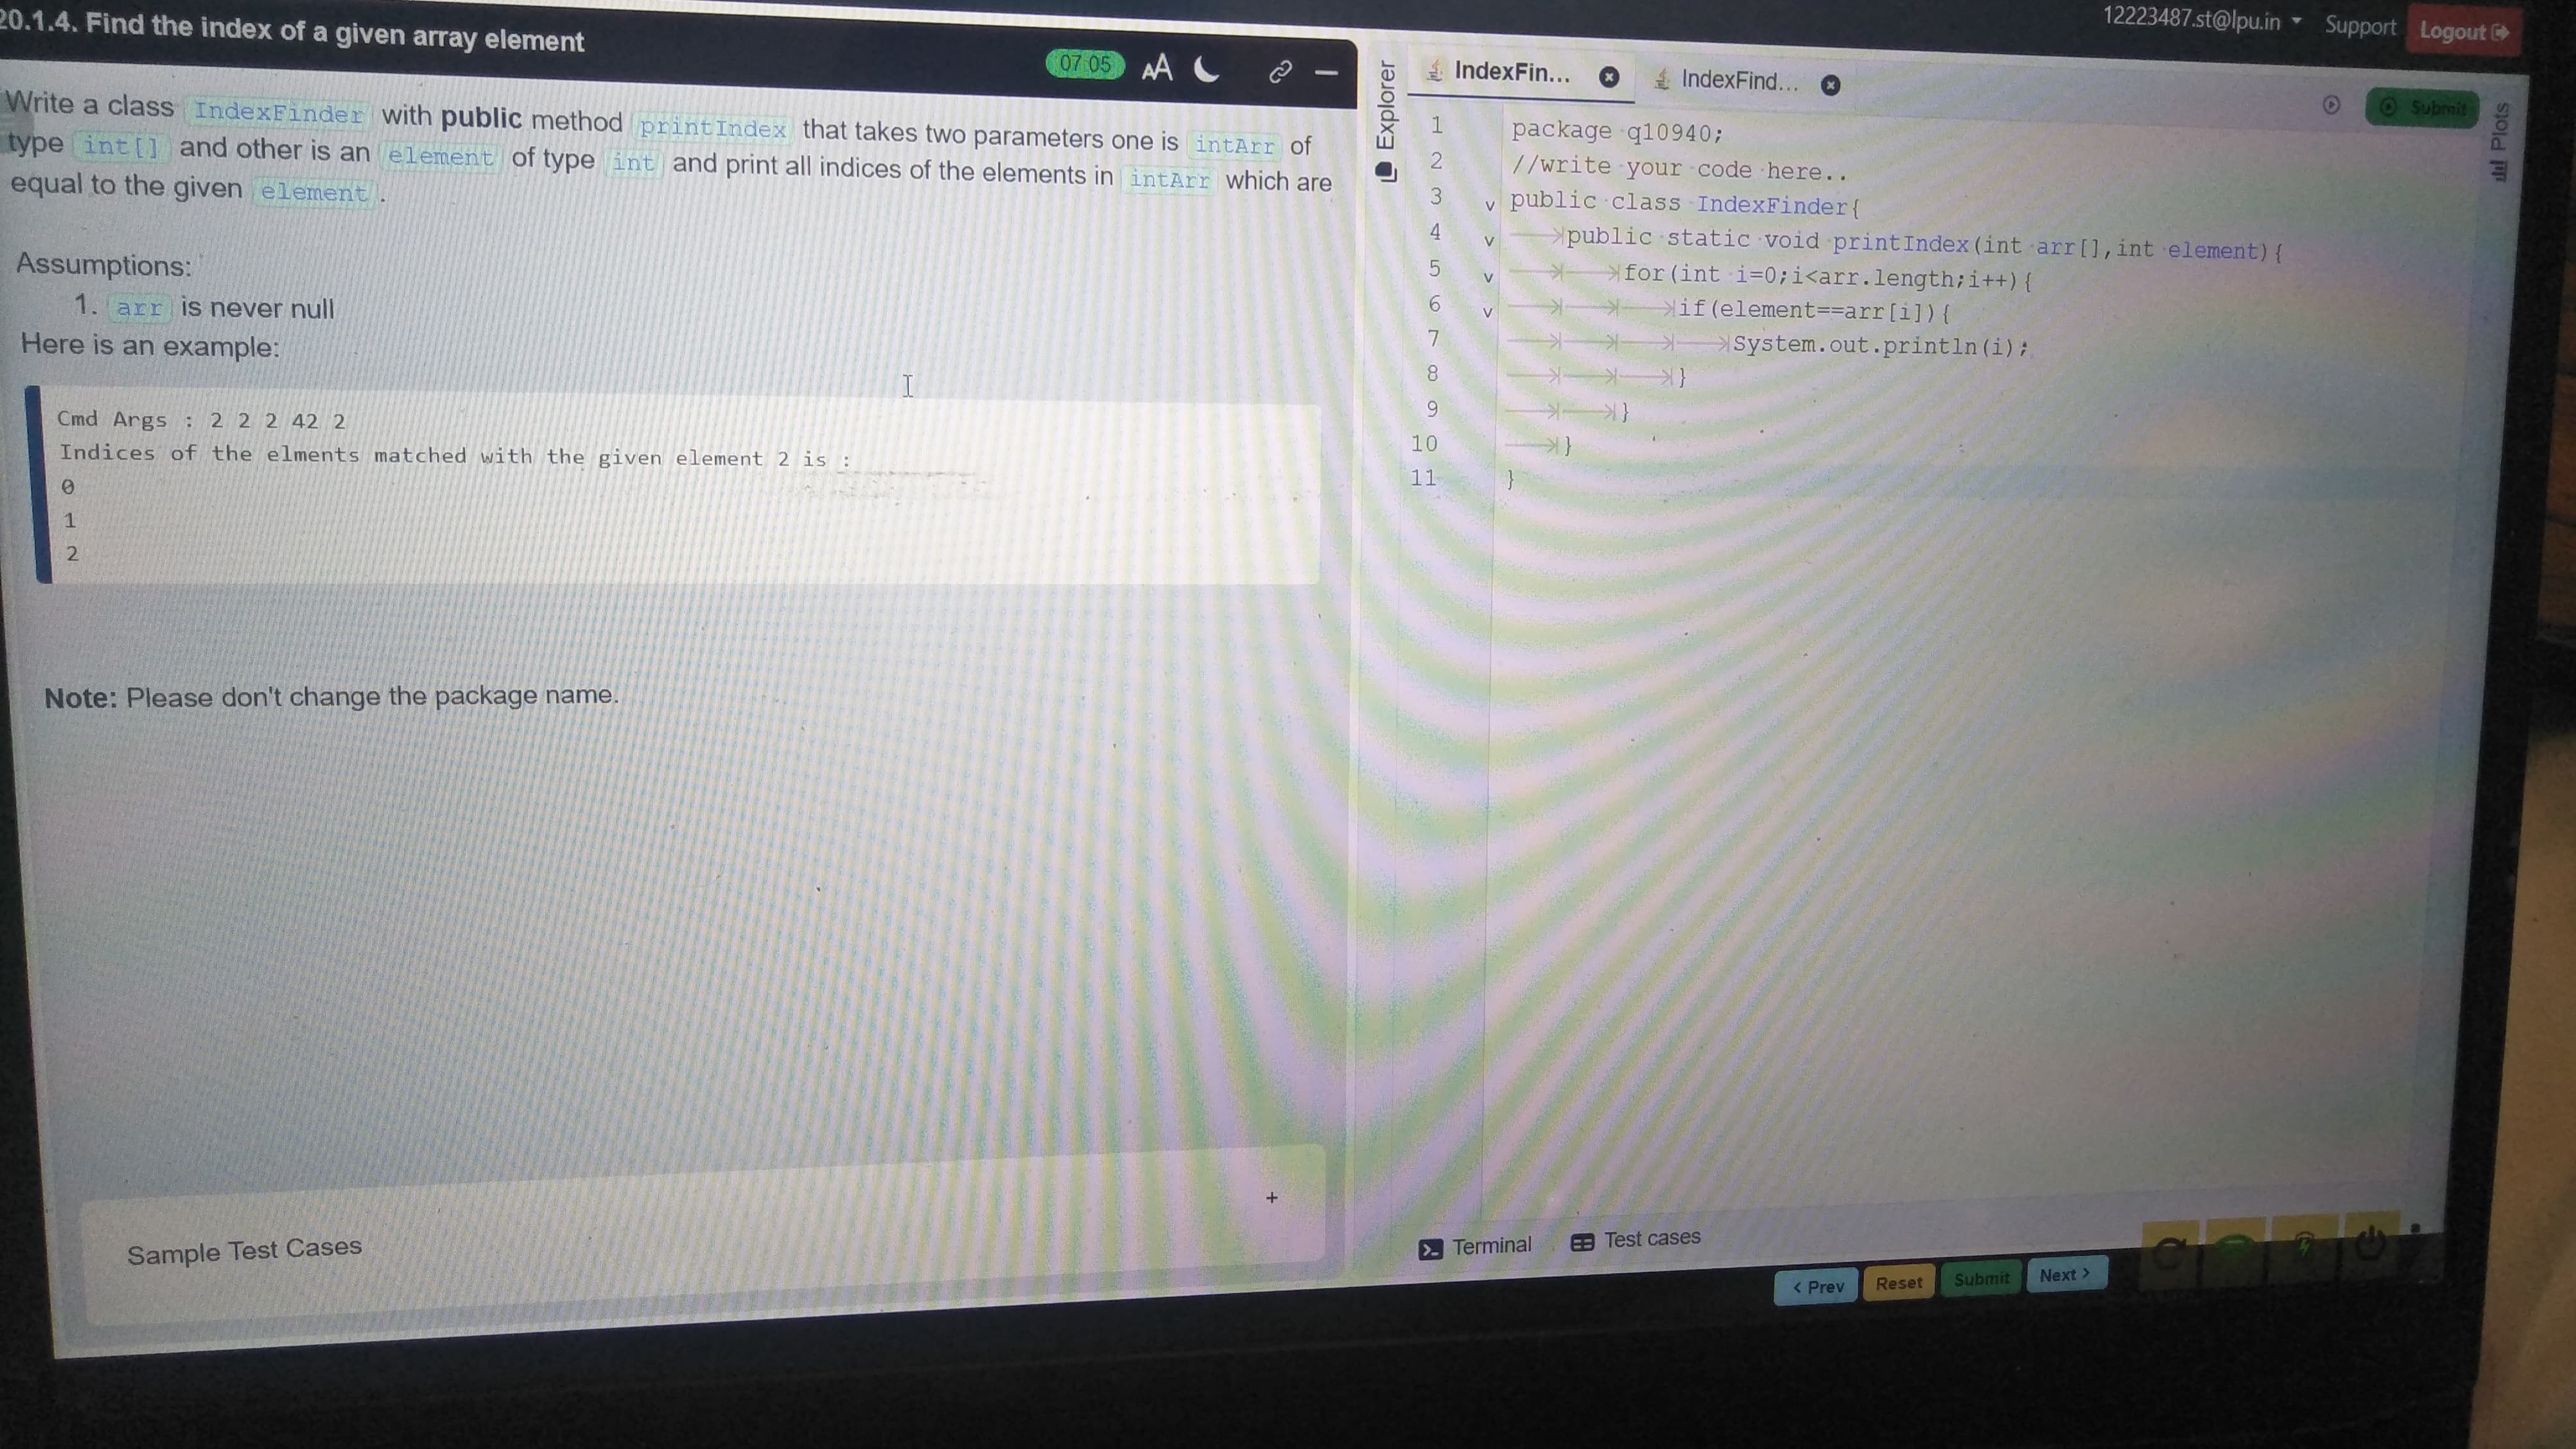 20.1.4. Find the index of a given array element
07:05
AA
12223487.st@lpu.in
Support
Logout
Write a class IndexFinder with public method printIndex that takes two parameters one is intArr of
type int[] and other is an element of type int and print all indices of the elements in intArr which are
equal to the given element .
Assumptions:
1. arr is never null
Here is an example:
Cmd Args : 2 2 2 42 2
Indices of the elments matched with the given element 2 is :
0
1
2
Note: Please don't change the package name.
Sample Test Cases
+
Explorer
IndexFin...
IndexFind...
Submit
Plots
1 package q10940;
2 //write your code here..
3 public class IndexFinder{
4 public static void printIndex(int arr[],int element){
5 for(int i=0;i<arr.length;i++){
6 if(element==arr[i]){
7 System.out.println(i);
8 }
9 }
10 }
11 }
Terminal
Test cases
< Prev
Reset
Submit
Next >